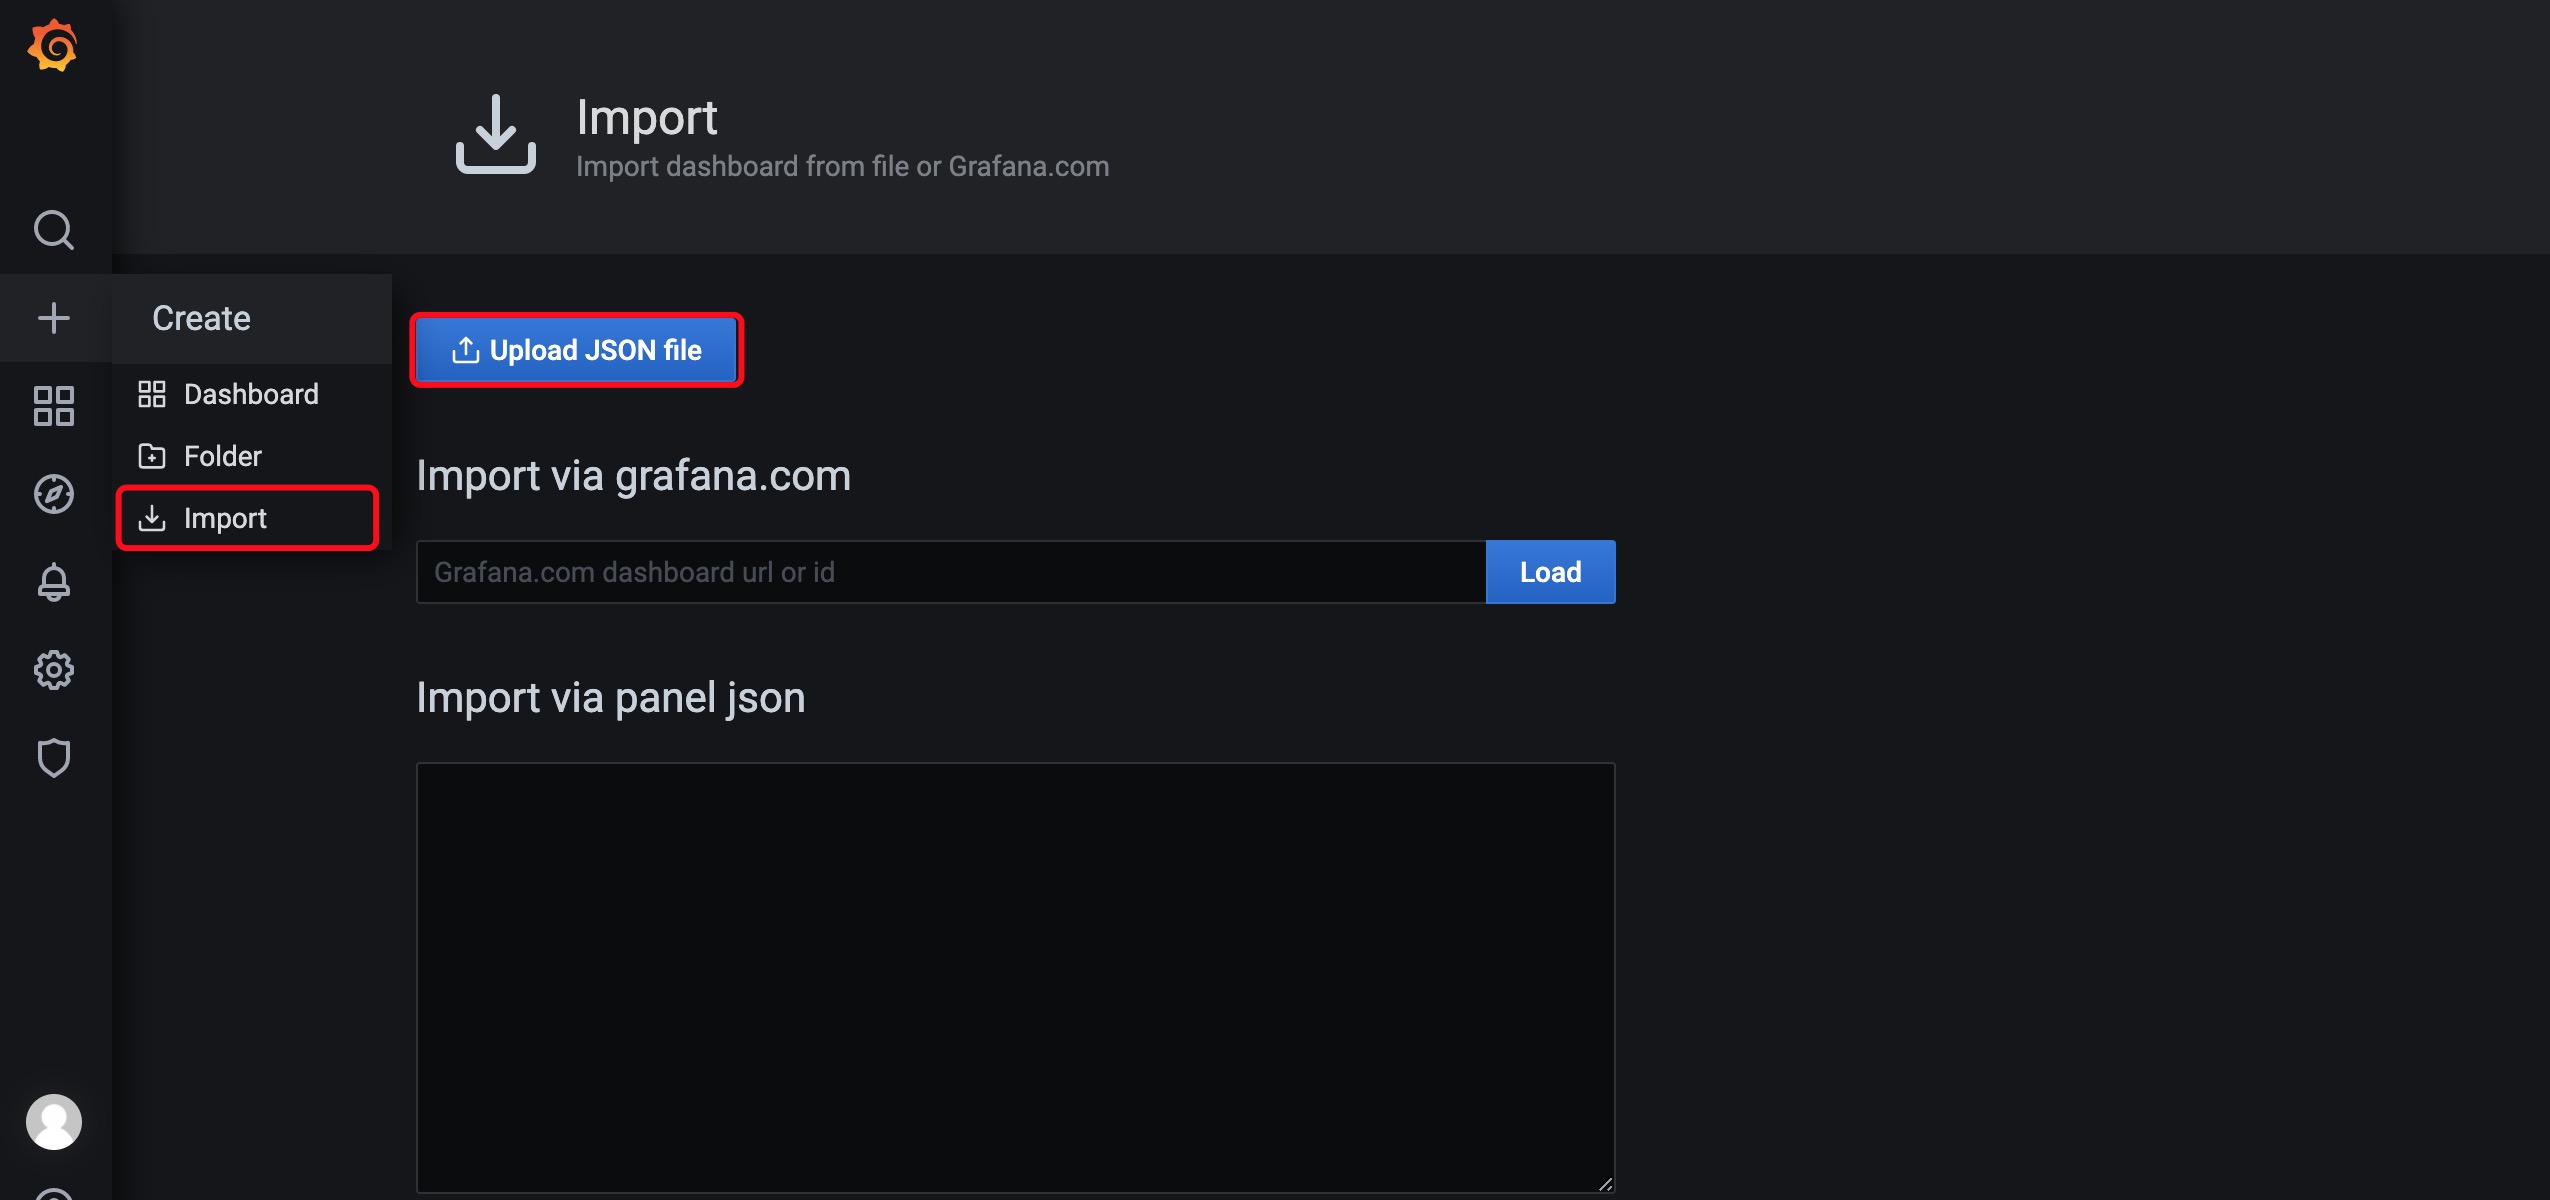 Import
Import dashboard from file or Grafana.com
Create
Dashboard
Folder
Import
Upload JSON file
Import via grafana.com
Grafana.com dashboard url or id
Load
Import via panel json